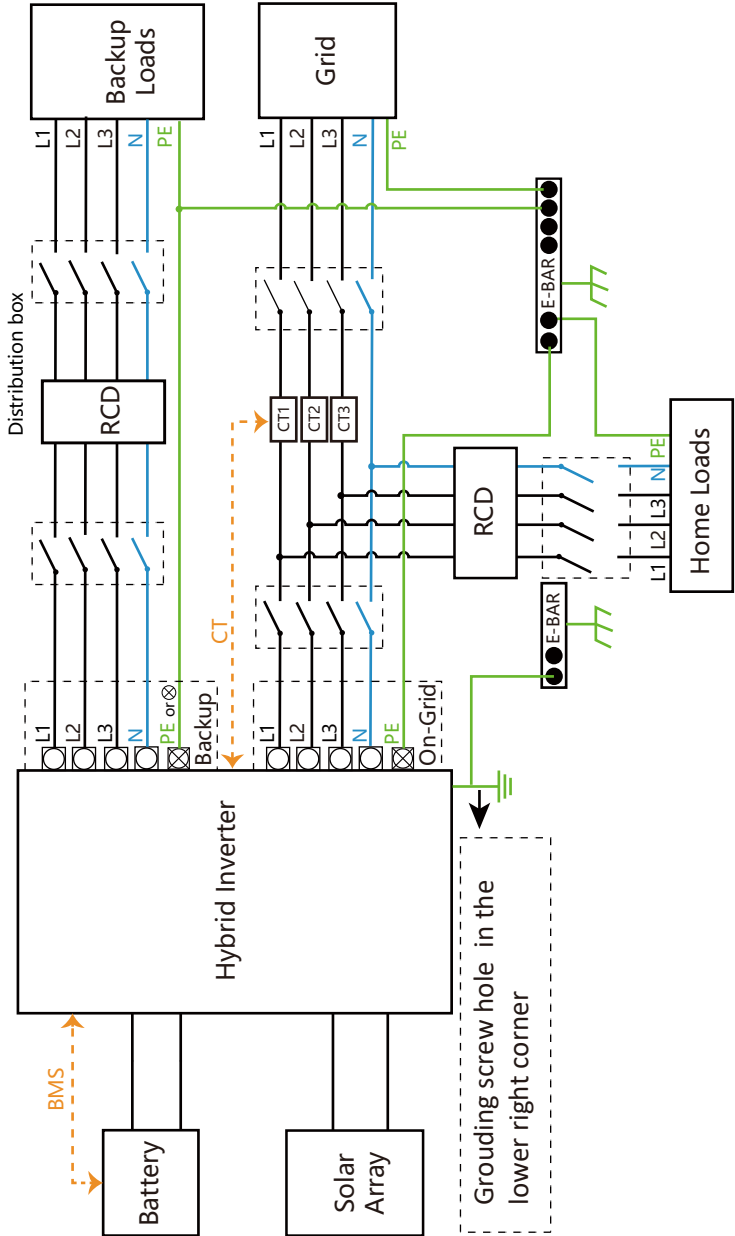 Distribution box
Backup
Loads
L1
L2
L3
N
PE
RCD
L1
L2
L3
N
PE or ⊗
Backup
Grid
L1
L2
L3
N
PE
CT1
CT2
CT3
CT
L1
L2
L3
N
PE
On-Grid
E-BAR
RCD
L1
L2
L3
N
PE
Home Loads
E-BAR
Hybrid Inverter
BMS
Battery
Solar
Array
Grouding screw hole in the
lower right corner